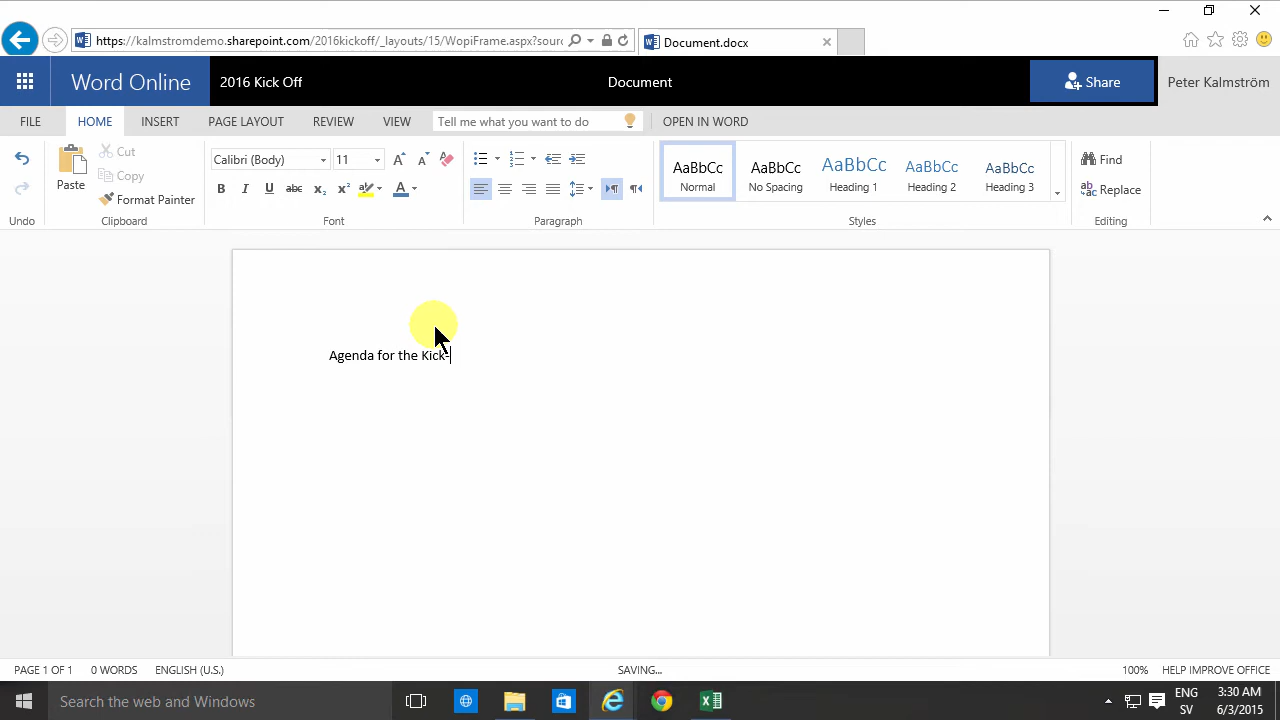 https://kalmstromdemo.sharepoint.com/2016kickoff/_layouts/15/WopiFrame.aspx?sourc
Document.docx
Word Online
2016 Kick Off
Document
Share
Peter Kalmström
FILE
HOME
INSERT
PAGE LAYOUT
REVIEW
VIEW
Tell me what you want to do
OPEN IN WORD
Paste
Cut
Copy
Format Painter
Calibri (Body)
11
B I U abc x₂ x²
A
AaBbCc
Normal
AaBbCc
No Spacing
AaBbCc
Heading 1
AaBbCc
Heading 2
AaBbCc
Heading 3
Find
Replace
Undo
Clipboard
Font
Paragraph
Styles
Editing
Agenda for the Kick-
PAGE 1 OF 1
0 WORDS
ENGLISH (U.S.)
SAVING...
100%
HELP IMPROVE OFFICE
Search the web and Windows
ENG
SV
3:30 AM
6/3/2015